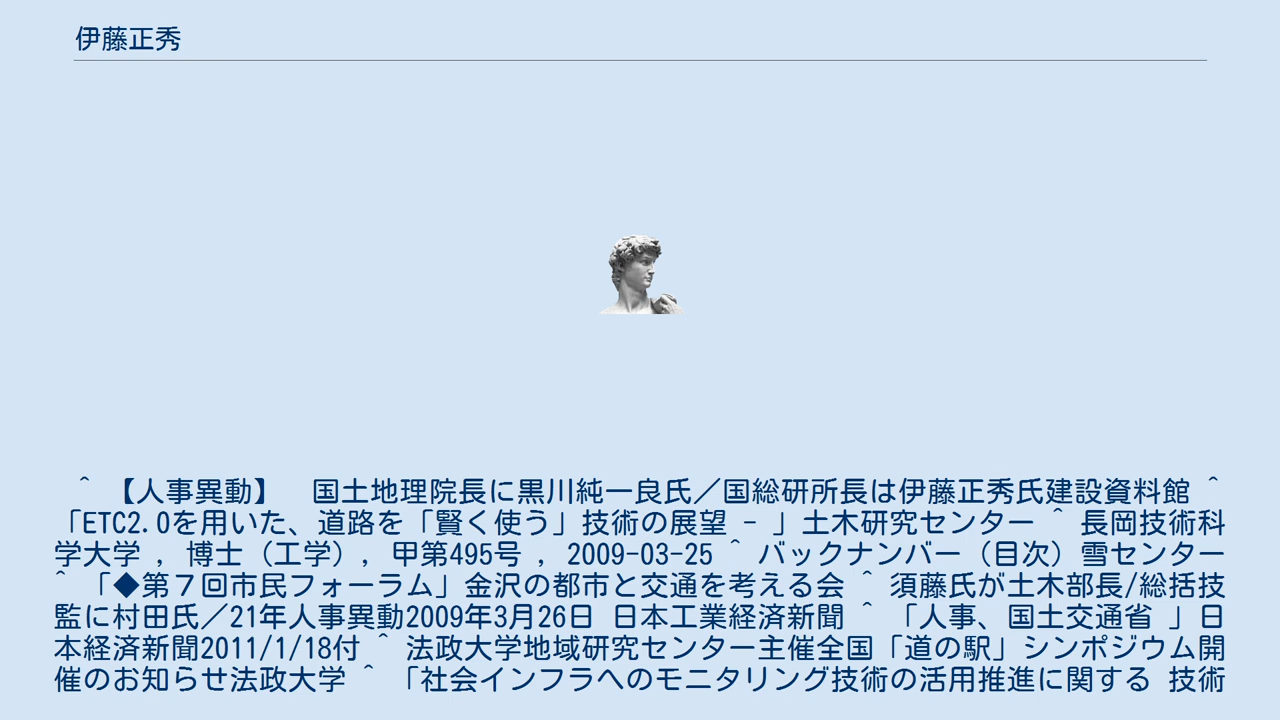 伊藤正秀
^ 【人事異動】　国土地理院長に黒川純一良氏／国総研所長は伊藤正秀氏建設資料館 ^
「ETC2.0を用いた、道路を「賢く使う」技術の展望 - 」土木研究センター ^ 長岡技術科
学大学 , 博士（工学）, 甲第495号 , 2009-03-25 ^ バックナンバー（目次）雪センター
^ 「◆第７回市民フォーラム」金沢の都市と交通を考える会 ^ 須藤氏が土木部長/総括技
監に村田氏／21年人事異動2009年3月26日 日本工業経済新聞 ^ 「人事、国土交通省 」日
本経済新聞2011/1/18付 ^ 法政大学地域研究センター主催全国「道の駅」シンポジウム開
催のお知らせ法政大学 ^ 「社会インフラへのモニタリング技術の活用推進に関する 技術